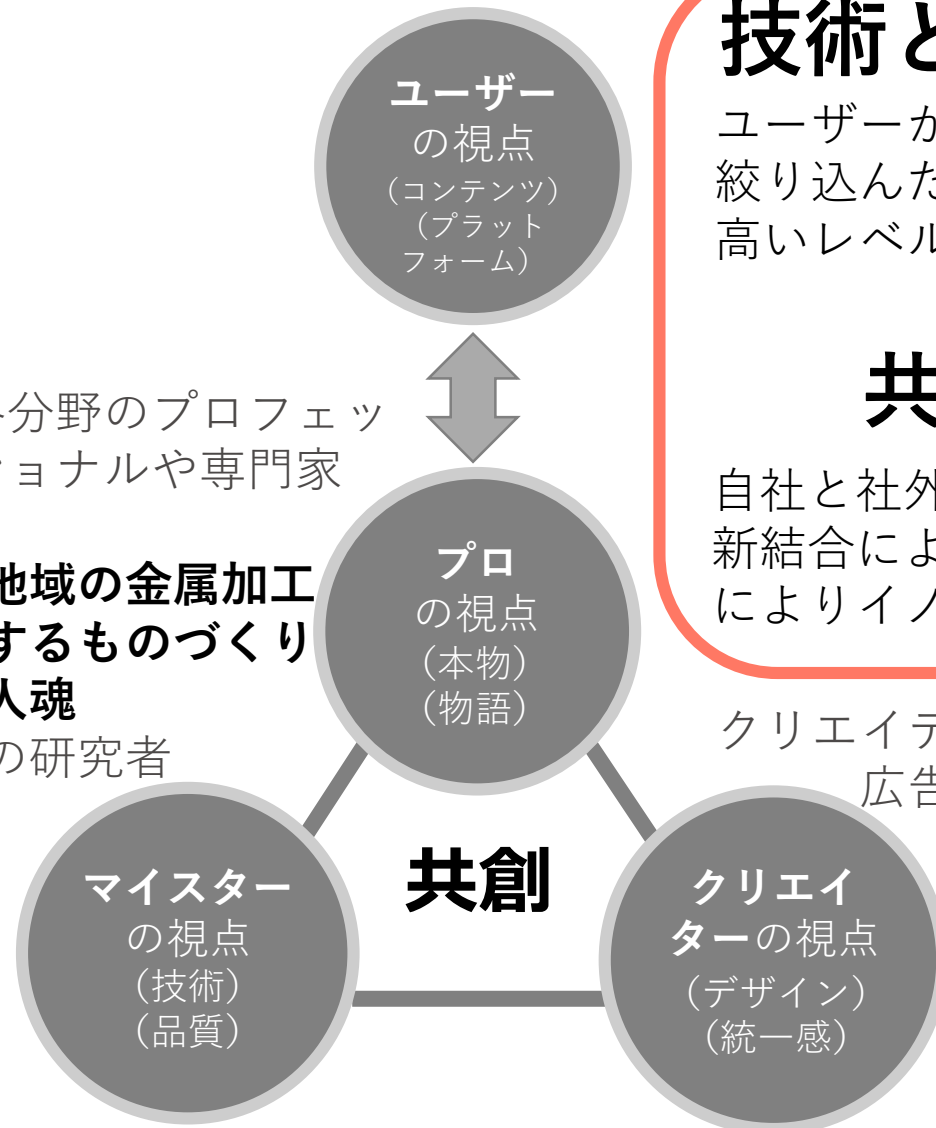 ユーザー
の視点
（コンテンツ）
（プラット
フォーム）
技術と
ユーザーが
絞り込んだ
高いレベル
分野のプロフェッ
ショナルや専門家
共
自社と社外
新結合によ
によりイノ
地域の金属加工
するものづくり
人魂
の研究者
プロ
の視点
（本物）
（物語）
クリエイテ
広告
マイスター
の視点
（技術）
（品質）
共創
クリエイ
ターの視点
（デザイン）
（統一感）